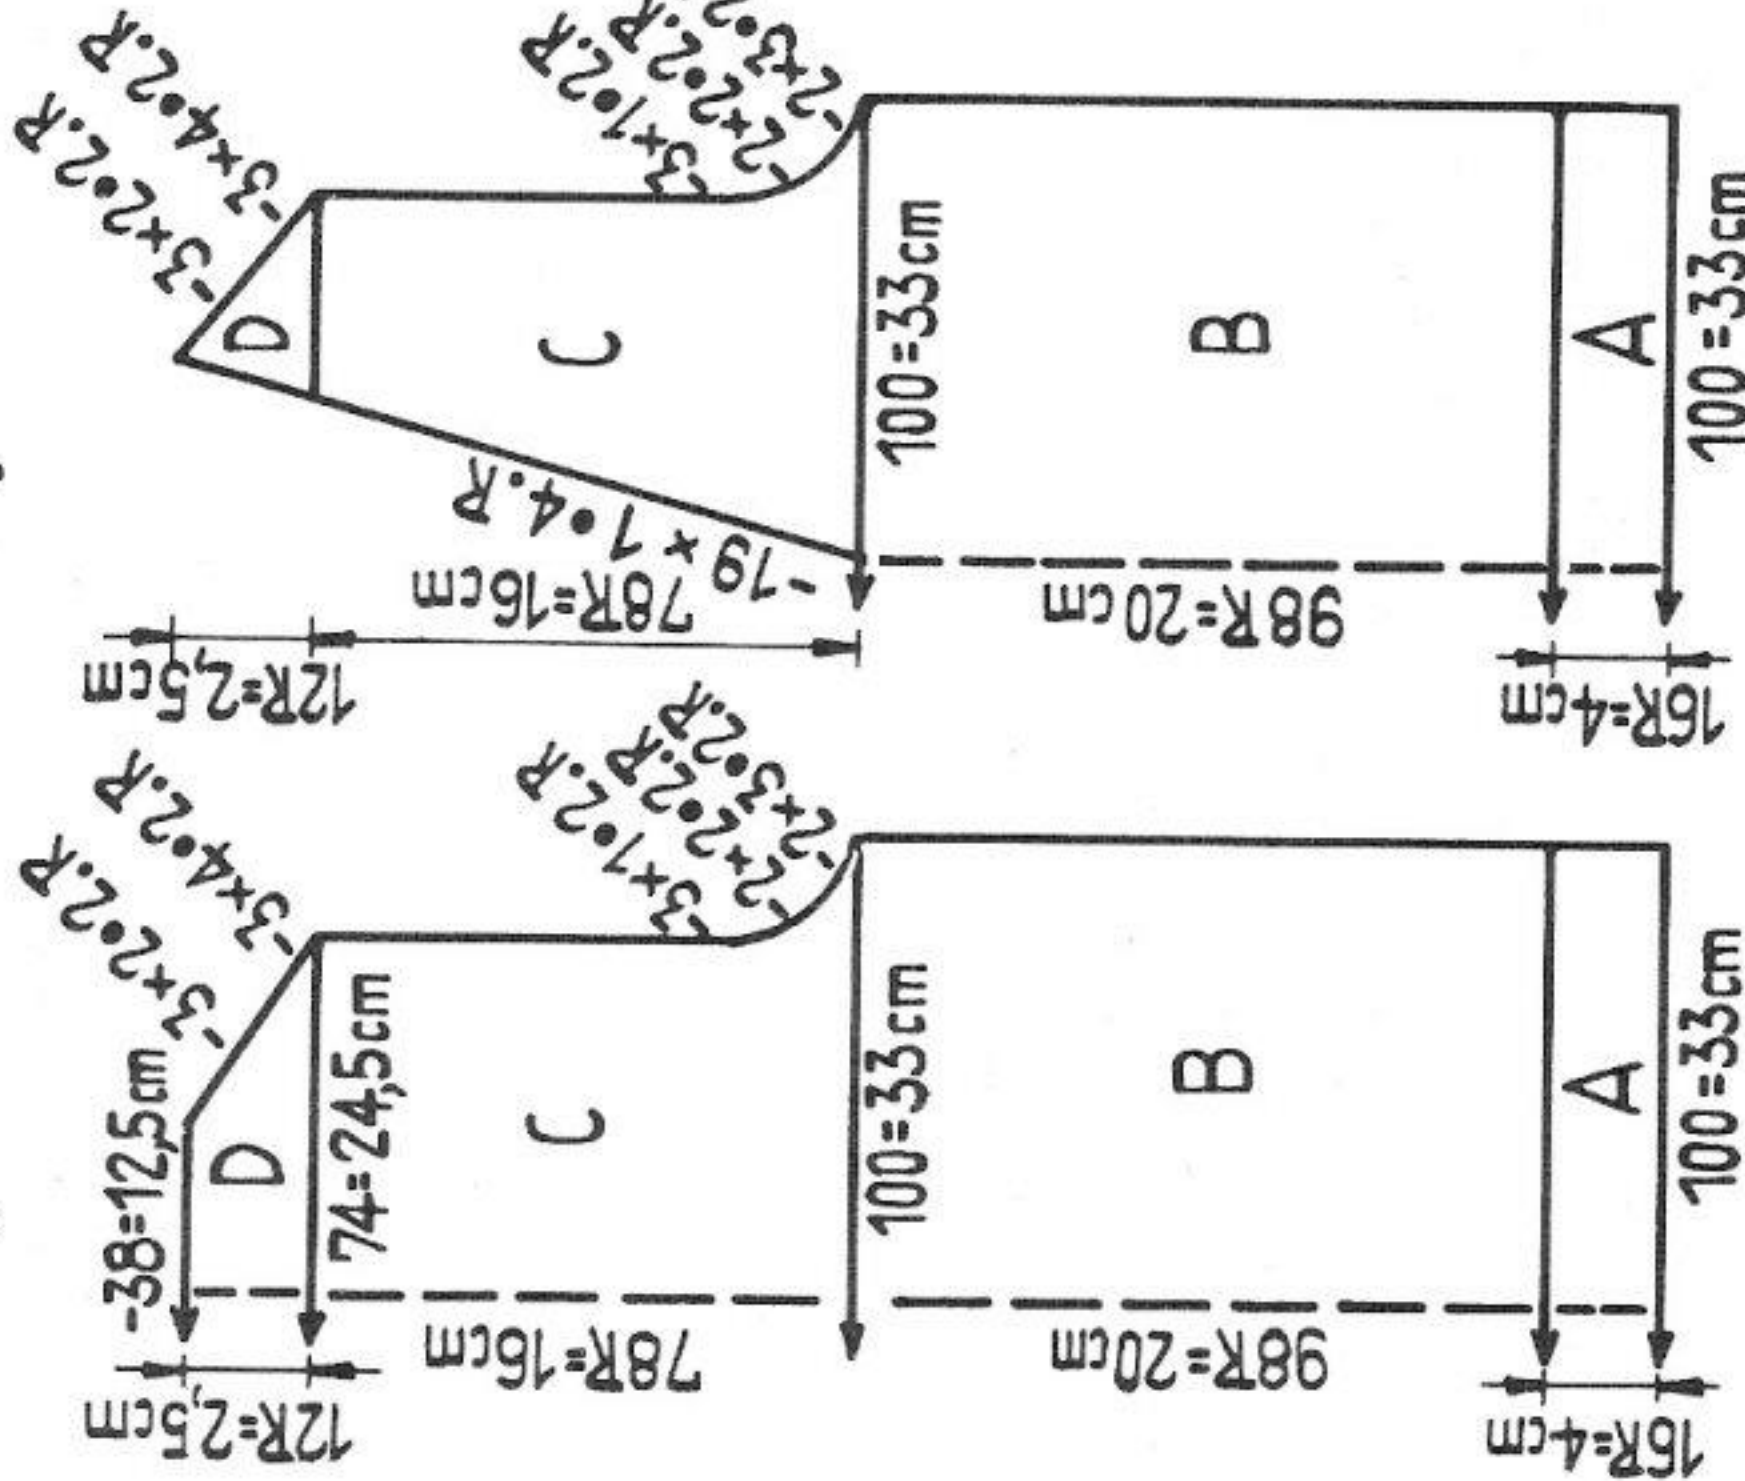 -3×2•2.R
-3×4•2.R
-3×1•2.R
-2×2•2.R
-2×3•2
D
C
-19×1•4.R
12R=2,5cm
78R=16cm
100=33cm
B
98R=20cm
A
16R=4cm
100=33cm
-3×2•2.R
-3×4•2.R
-3×1•2.R
-2×2•2.R
-2×3•2.R
-38=12,5cm
D
74=24,5cm
C
12R=2,5cm
78R=16cm
100=33cm
B
98R=20cm
A
16R=4cm
100=33cm